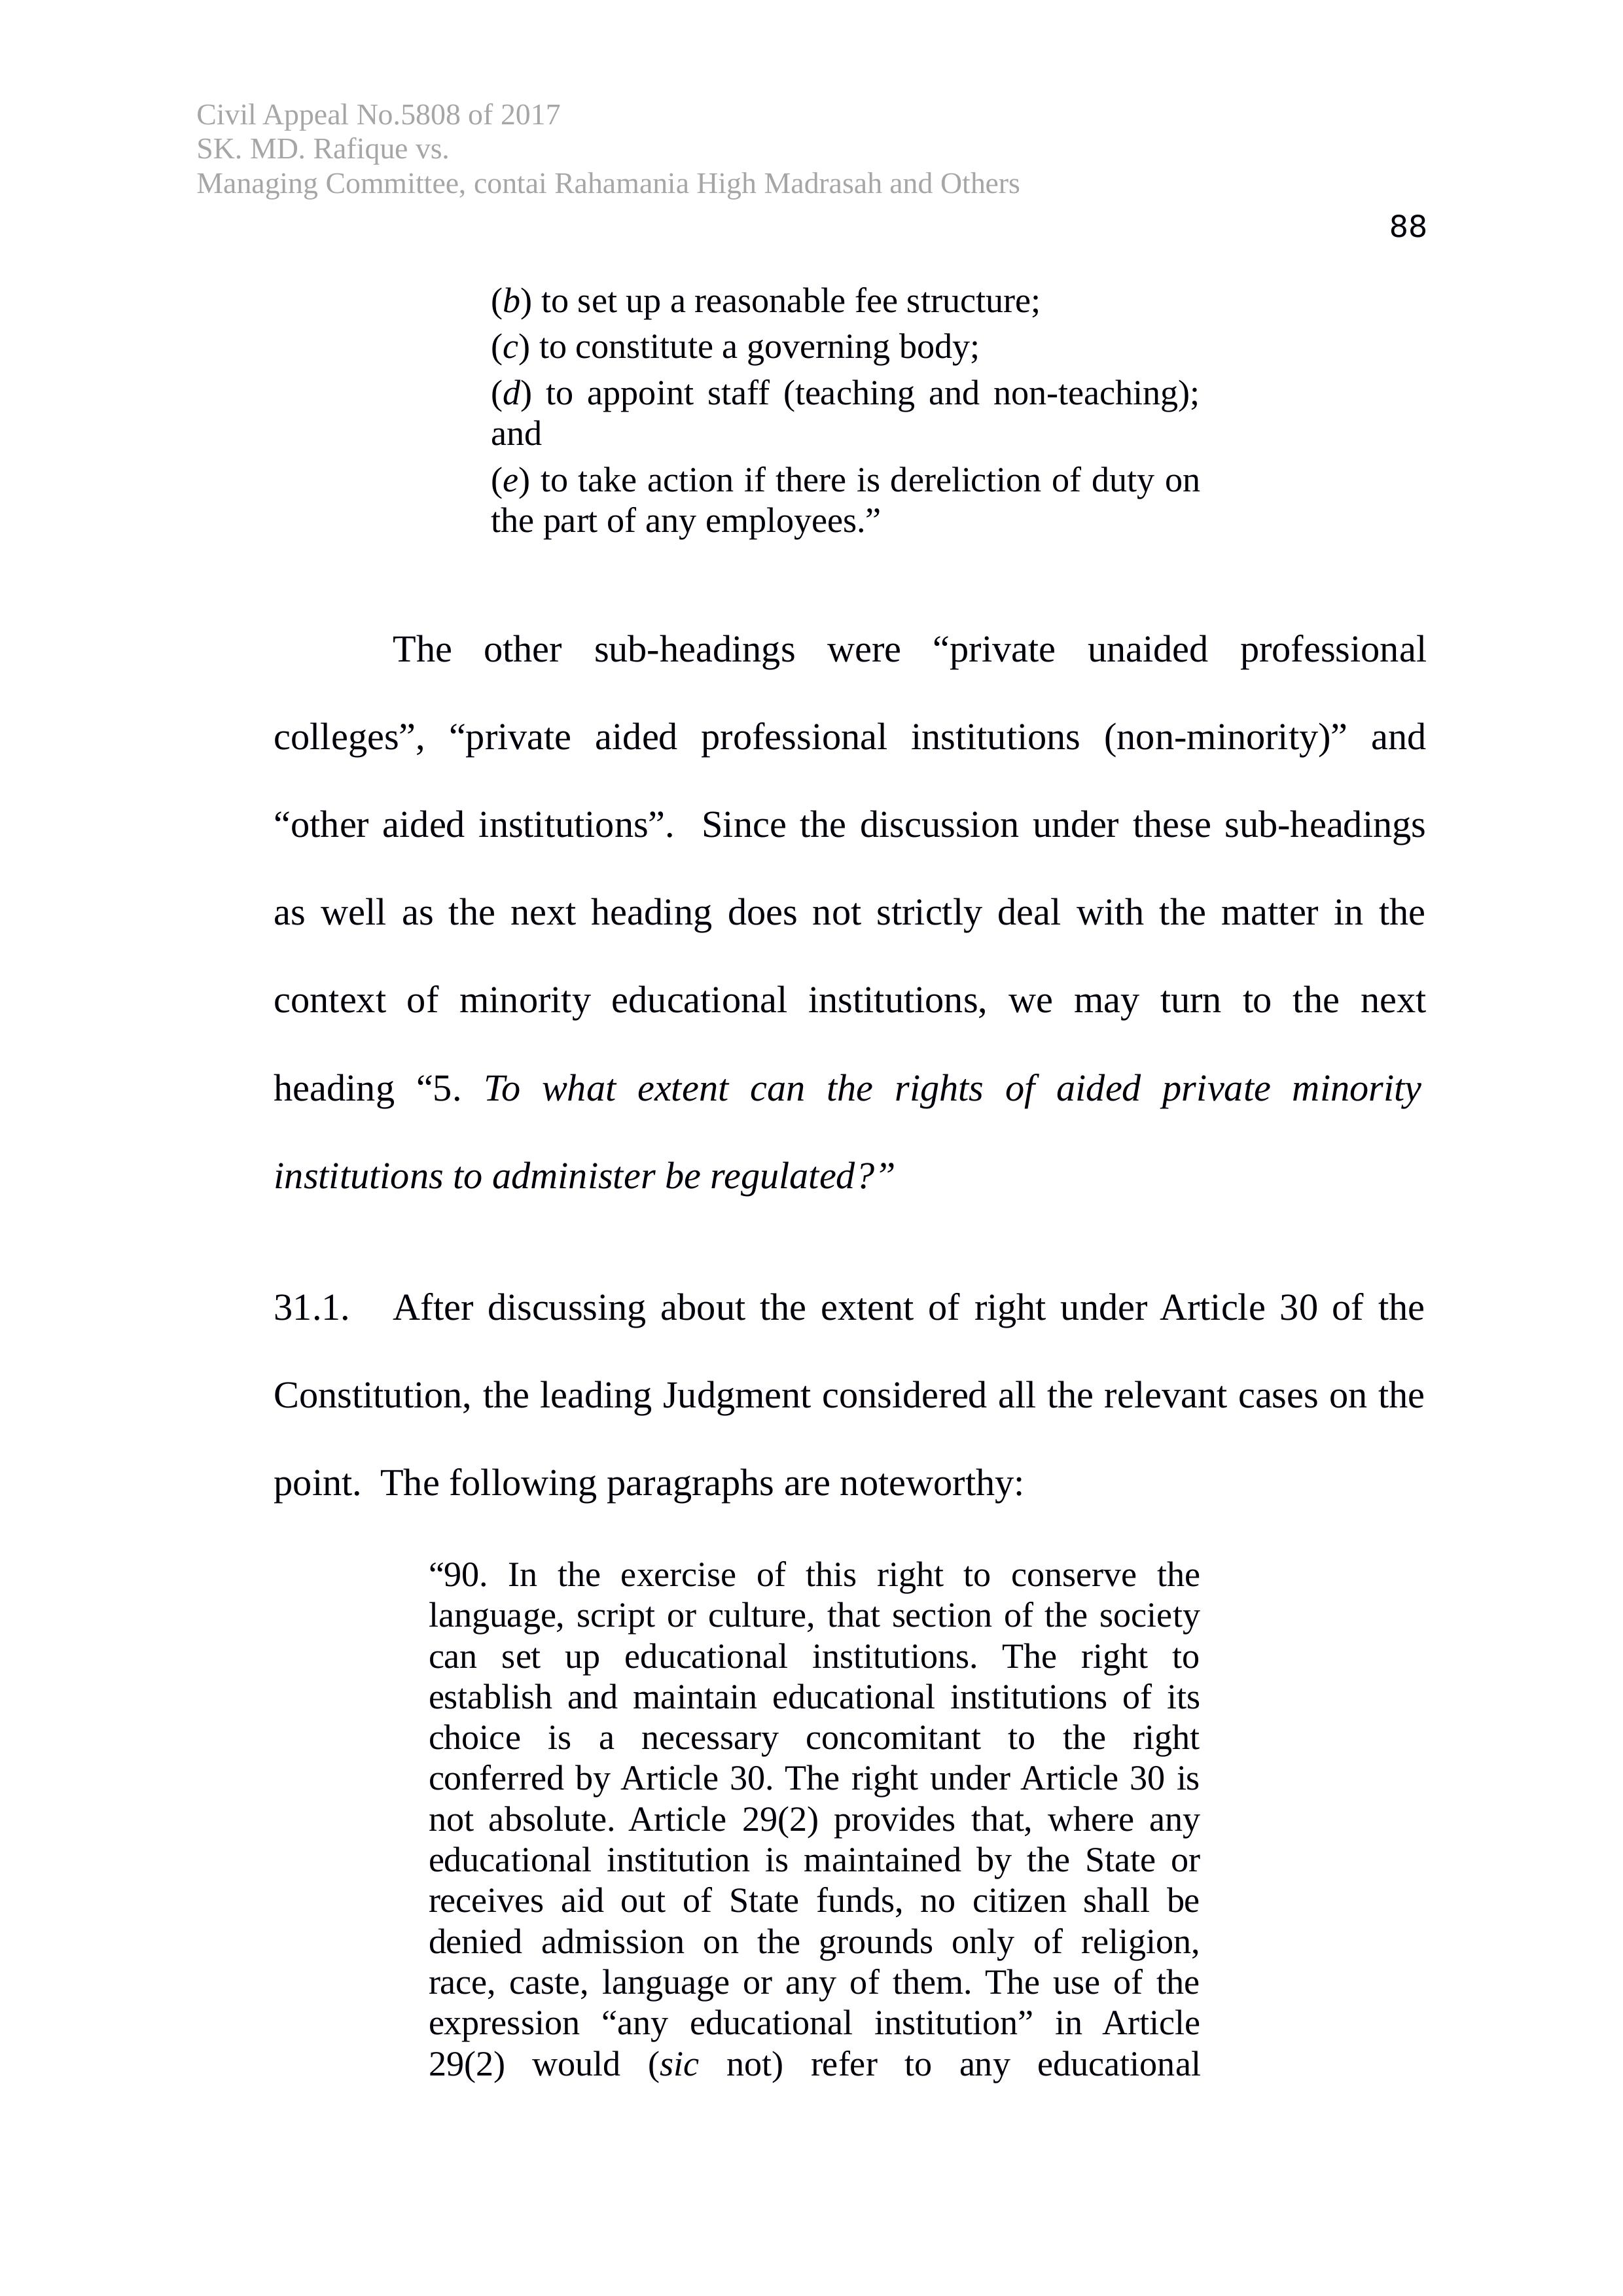 Civil Appeal No.5808 of 2017
SK. MD. Rafique vs.
Managing Committee, contai Rahamania High Madrasah and Others
88
(b) to set up a reasonable fee structure;
(c) to constitute a governing body;
(d) to appoint staff (teaching and non-teaching);
and
(e) to take action if there is dereliction of duty on
the part of any employees.”
The other sub-headings were “private unaided professional
colleges”, “private aided professional institutions (non-minority)” and
“other aided institutions”. Since the discussion under these sub-headings
as well as the next heading does not strictly deal with the matter in the
context of minority educational institutions, we may turn to the next
heading “5. To what extent can the rights of aided private minority
institutions to administer be regulated?”
31.1. After discussing about the extent of right under Article 30 of the
Constitution, the leading Judgment considered all the relevant cases on the
point. The following paragraphs are noteworthy:
“90. In the exercise of this right to conserve the
language, script or culture, that section of the society
can set up educational institutions. The right to
establish and maintain educational institutions of its
choice is a necessary concomitant to the right
conferred by Article 30. The right under Article 30 is
not absolute. Article 29(2) provides that, where any
educational institution is maintained by the State or
receives aid out of State funds, no citizen shall be
denied admission on the grounds only of religion,
race, caste, language or any of them. The use of the
expression “any educational institution” in Article
29(2) would (sic not) refer to any educational